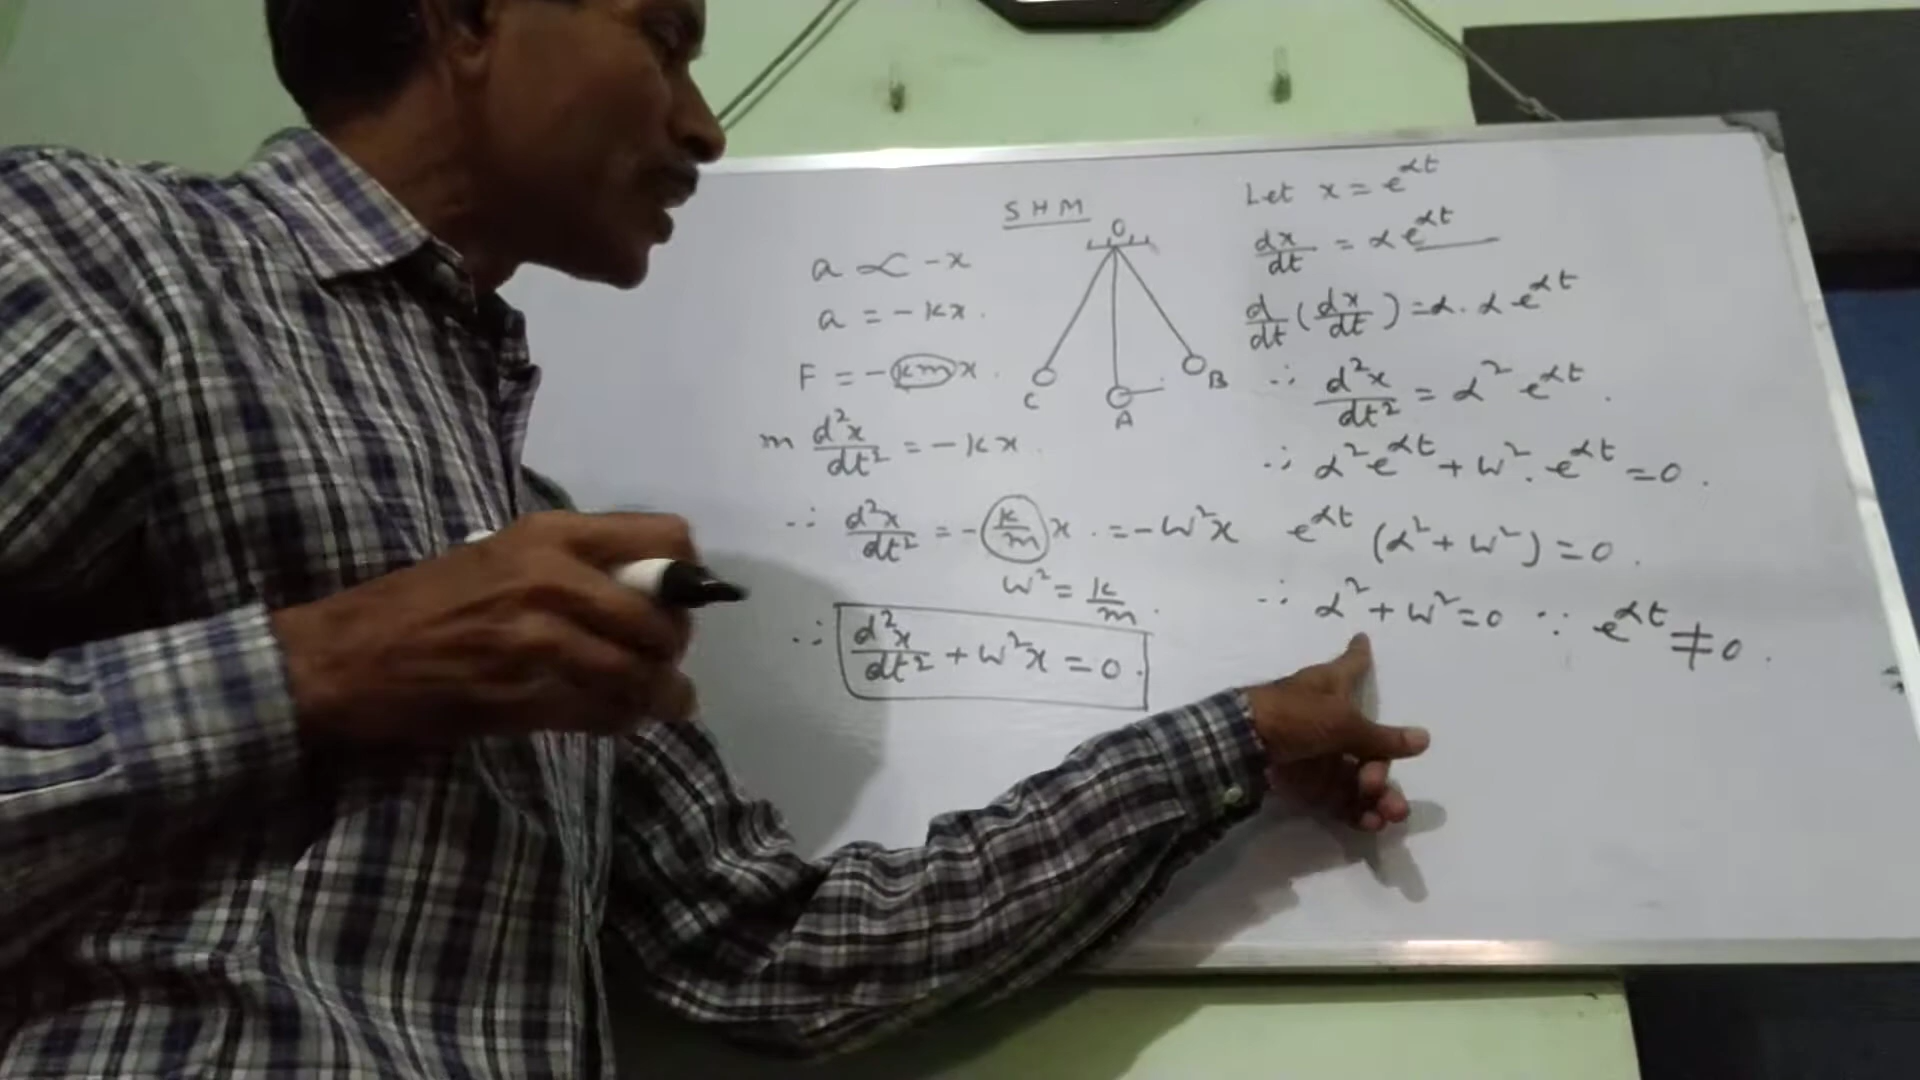 SHM
a ∝ -x
a = -kx.
F = -km x.
m d²x/dt² = -kx.
∴ d²x/dt² = -(k/m)x. = -w²x
w² = k/m.
∴ d²x/dt² + w²x = 0.
O
C
A
B
Let x = e^αt
dx/dt = α e^αt
d/dt (dx/dt) = α. α e^αt
∴ d²x/dt² = α² e^αt.
∴ α² e^αt + w². e^αt = 0.
e^αt (α² + w²) = 0.
∴ α² + w² = 0 ∵ e^αt ≠ 0.